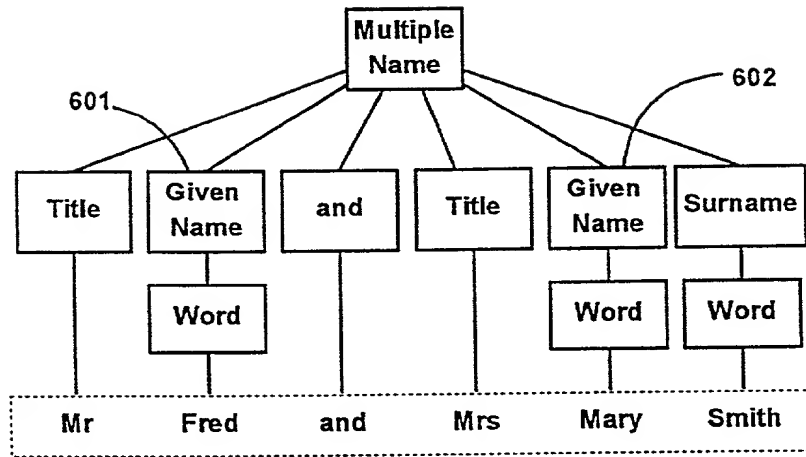 Multiple
Name
601
602
Title
Given
Name
and
Title
Given
Name
Surname
Word
Word
Word
Mr Fred and Mrs Mary Smith